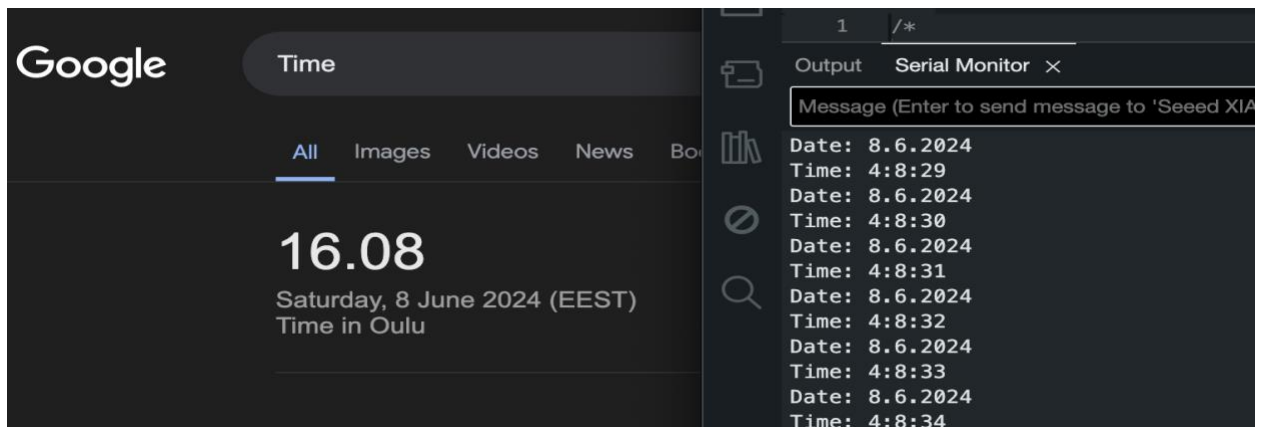 Google
Time
All Images Videos News Bo
16.08
Saturday, 8 June 2024 (EEST)
Time in Oulu
1 /*
Output Serial Monitor ×
Message (Enter to send message to 'Seeed XIA
Date: 8.6.2024
Time: 4:8:29
Date: 8.6.2024
Time: 4:8:30
Date: 8.6.2024
Time: 4:8:31
Date: 8.6.2024
Time: 4:8:32
Date: 8.6.2024
Time: 4:8:33
Date: 8.6.2024
Time: 4:8:34